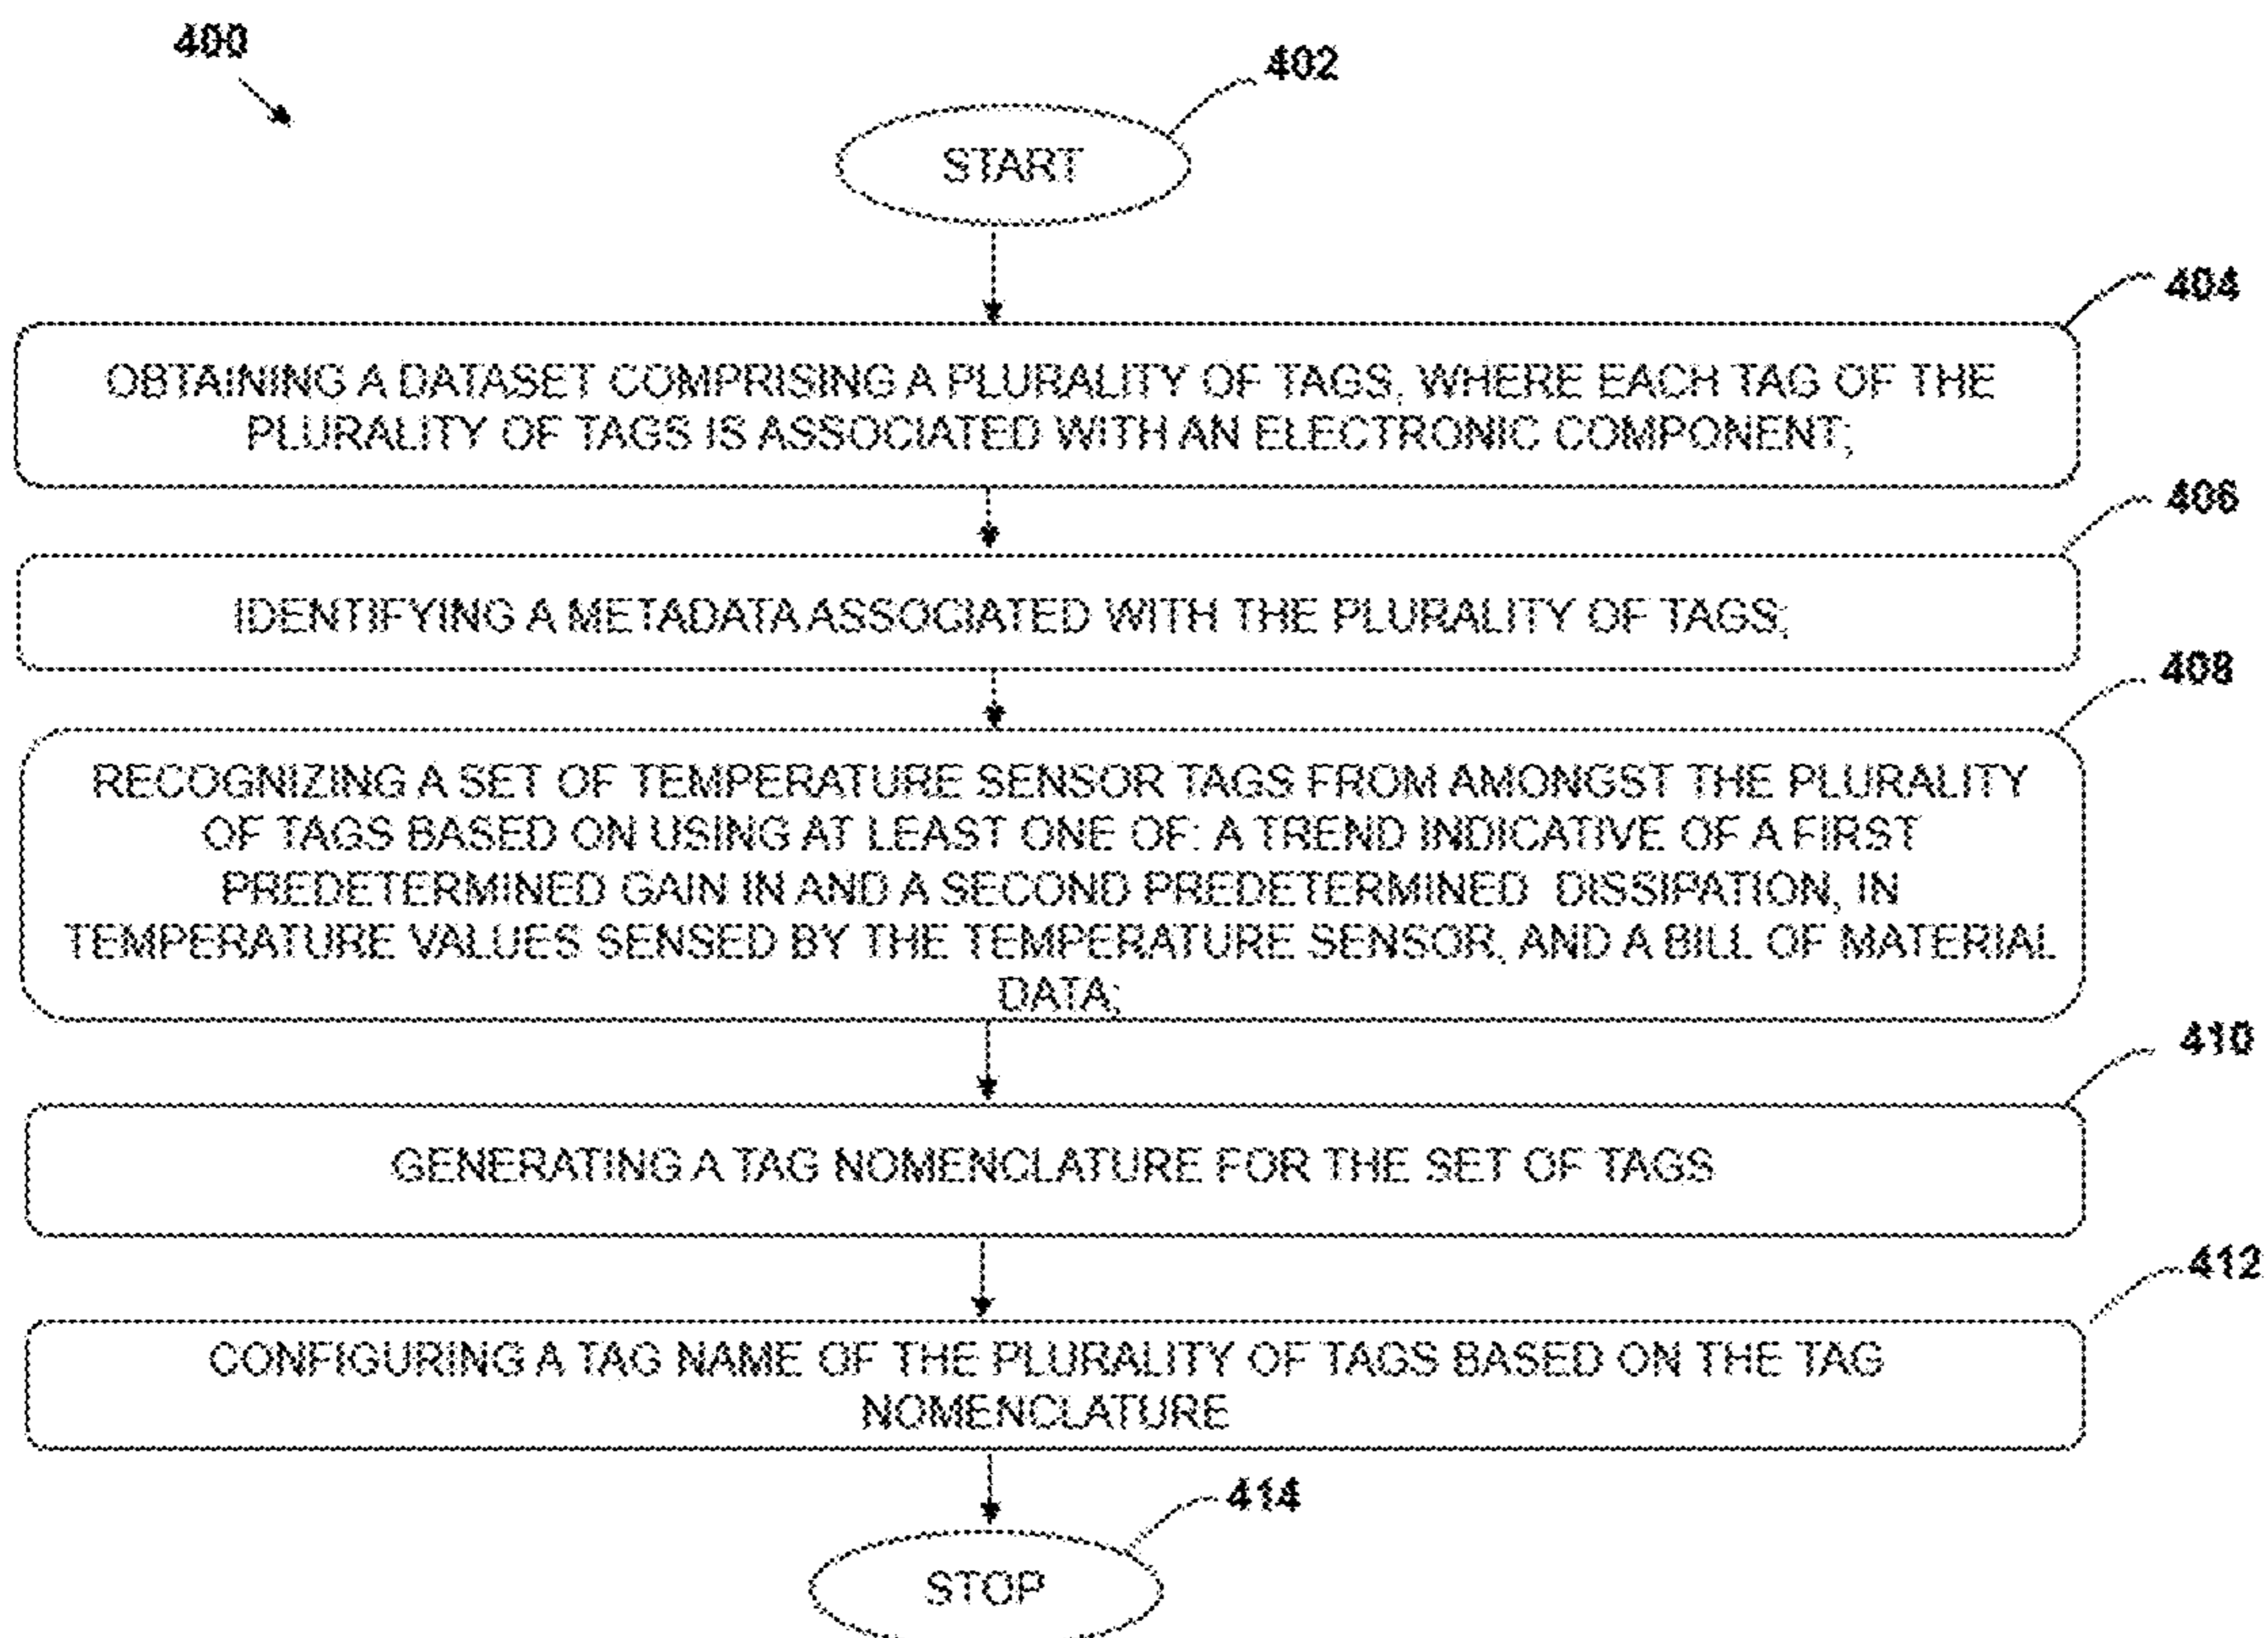 400
402
START
404
OBTAINING A DATASET COMPRISING A PLURALITY OF TAGS, WHERE EACH TAG OF THE
PLURALITY OF TAGS IS ASSOCIATED WITH AN ELECTRONIC COMPONENT;
406
IDENTIFYING A METADATA ASSOCIATED WITH THE PLURALITY OF TAGS;
408
RECOGNIZING A SET OF TEMPERATURE SENSOR TAGS FROM AMONGST THE PLURALITY
OF TAGS BASED ON USING AT LEAST ONE OF: A TREND INDICATIVE OF A FIRST
PREDETERMINED GAIN IN AND A SECOND PREDETERMINED DISSIPATION, IN
TEMPERATURE VALUES SENSED BY THE TEMPERATURE SENSOR, AND A BILL OF MATERIAL
DATA;
410
GENERATING A TAG NOMENCLATURE FOR THE SET OF TAGS
412
CONFIGURING A TAG NAME OF THE PLURALITY OF TAGS BASED ON THE TAG
NOMENCLATURE
414
STOP